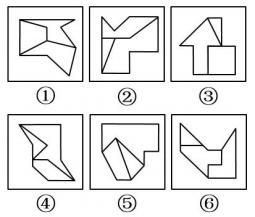 ① ② ③
④ ⑤ ⑥